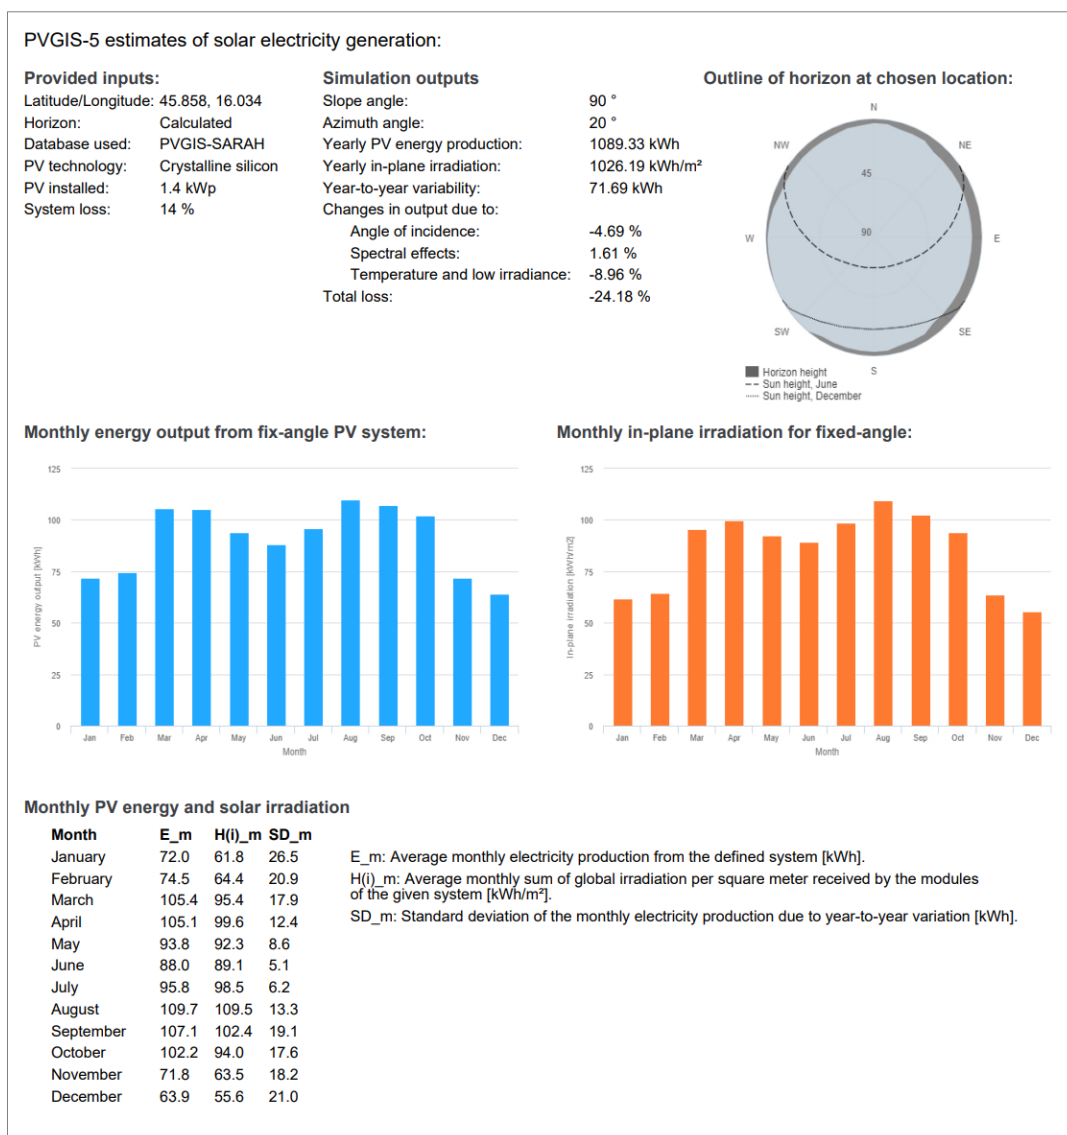 PVGIS-5 estimates of solar electricity generation:
Provided inputs:
Latitude/Longitude: 45.858, 16.034
Horizon: Calculated
Database used: PVGIS-SARAH
PV technology: Crystalline silicon
PV installed: 1.4 kWp
System loss: 14 %
Simulation outputs
Slope angle: 90 °
Azimuth angle: 20 °
Yearly PV energy production: 1089.33 kWh
Yearly in-plane irradiation: 1026.19 kWh/m²
Year-to-year variability: 71.69 kWh
Changes in output due to:
Angle of incidence: -4.69 %
Spectral effects: 1.61 %
Temperature and low irradiance: -8.96 %
Total loss: -24.18 %
Outline of horizon at chosen location:
N
NW NE
45
W 90 E
SW SE
S
Horizon height
Sun height, June
Sun height, December
Monthly energy output from fix-angle PV system:
PV energy output [kWh]
125
100
75
50
25
0
Jan Feb Mar Apr May Jun Jul Aug Sep Oct Nov Dec
Month
Monthly in-plane irradiation for fixed-angle:
In-plane irradiation [kWh/m2]
125
100
75
50
25
0
Jan Feb Mar Apr May Jun Jul Aug Sep Oct Nov Dec
Month
Monthly PV energy and solar irradiation
Month E_m H(i)_m SD_m
January 72.0 61.8 26.5
February 74.5 64.4 20.9
March 105.4 95.4 17.9
April 105.1 99.6 12.4
May 93.8 92.3 8.6
June 88.0 89.1 5.1
July 95.8 98.5 6.2
August 109.7 109.5 13.3
September 107.1 102.4 19.1
October 102.2 94.0 17.6
November 71.8 63.5 18.2
December 63.9 55.6 21.0
E_m: Average monthly electricity production from the defined system [kWh].
H(i)_m: Average monthly sum of global irradiation per square meter received by the modules
of the given system [kWh/m²].
SD_m: Standard deviation of the monthly electricity production due to year-to-year variation [kWh].